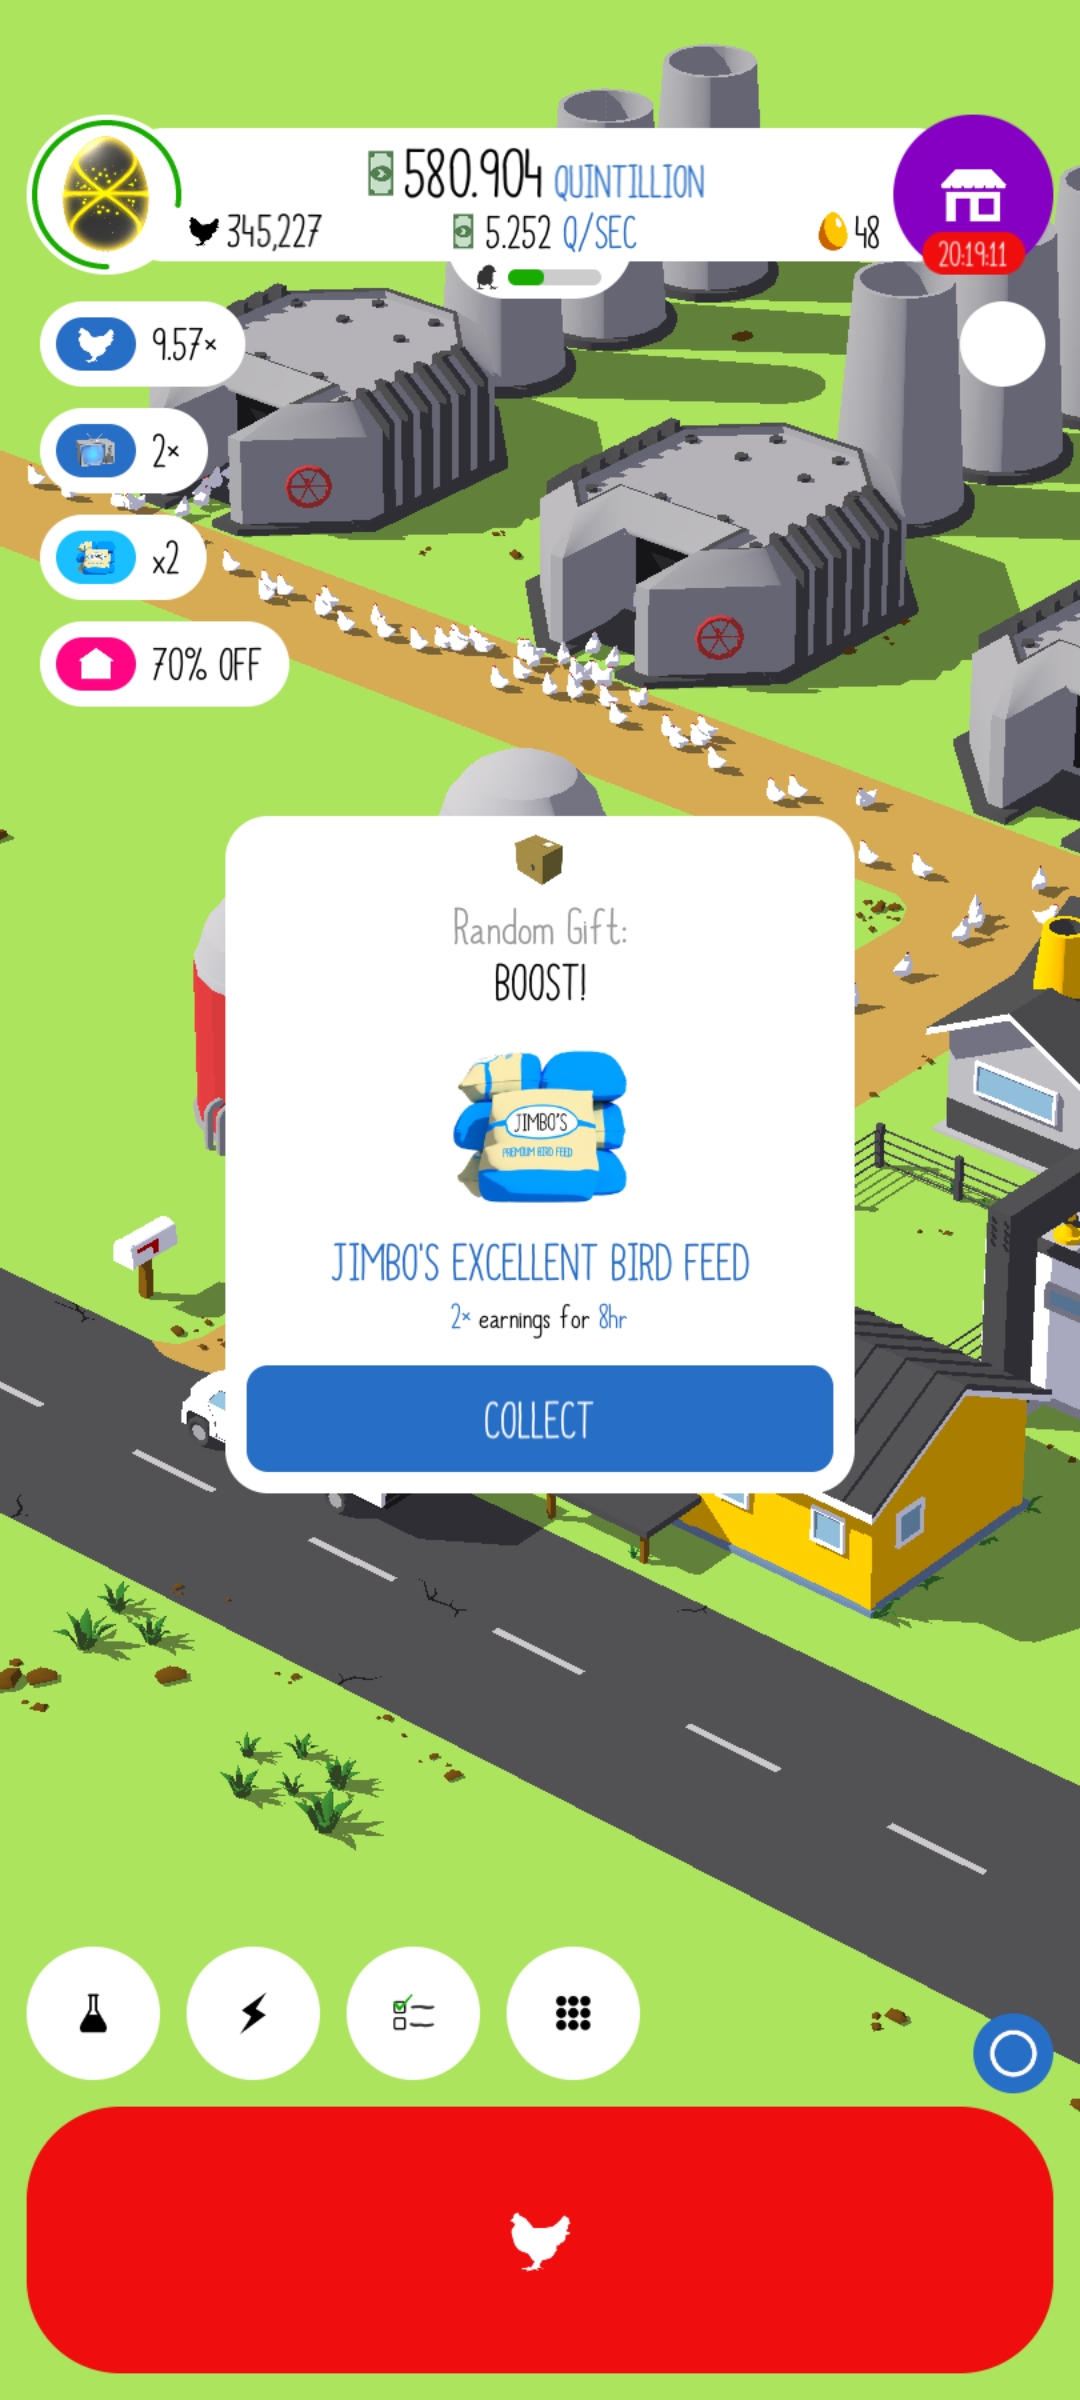 580.904 QUINTILLION
345,227
5.252 Q/SEC
48
20:19:11
9.57×
2×
x2
70% OFF
Random Gift:
BOOST!
JIMBO'S
PREMIUM BIRD FEED
JIMBO'S EXCELLENT BIRD FEED
2× earnings for 8hr
COLLECT